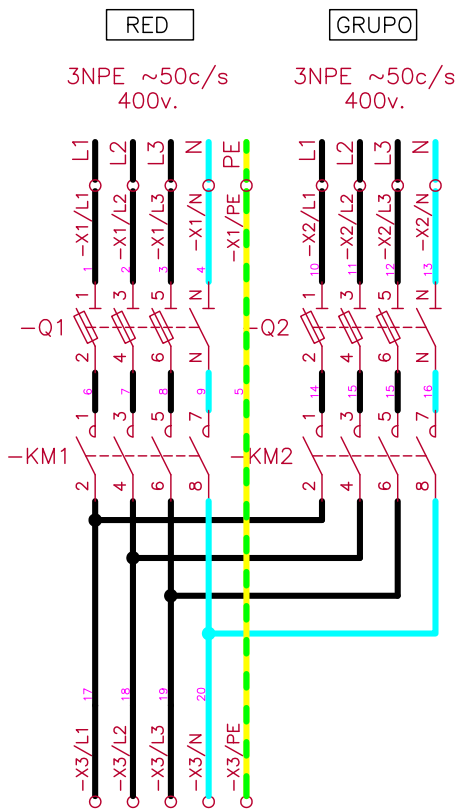 RED GRUPO
3NPE ~50c/s 3NPE ~50c/s
400v. 400v.
L1 L2 L3 N PE L1 L2 L3 N
-X1/L1 -X1/L2 -X1/L3 -X1/N -X1/PE -X2/L1 -X2/L2 -X2/L3 -X2/N
1 2 3 4 10 11 12 13
1 3 5 N 1 3 5 N
-Q1 -Q2
2 4 6 N 2 4 6 N
6 7 8 9 5 14 15 15 16
1 3 5 7 1 3 5 7
-KM1 -KM2
2 4 6 8 2 4 6 8
17 18 19 20
-X3/L1 -X3/L2 -X3/L3 -X3/N -X3/PE